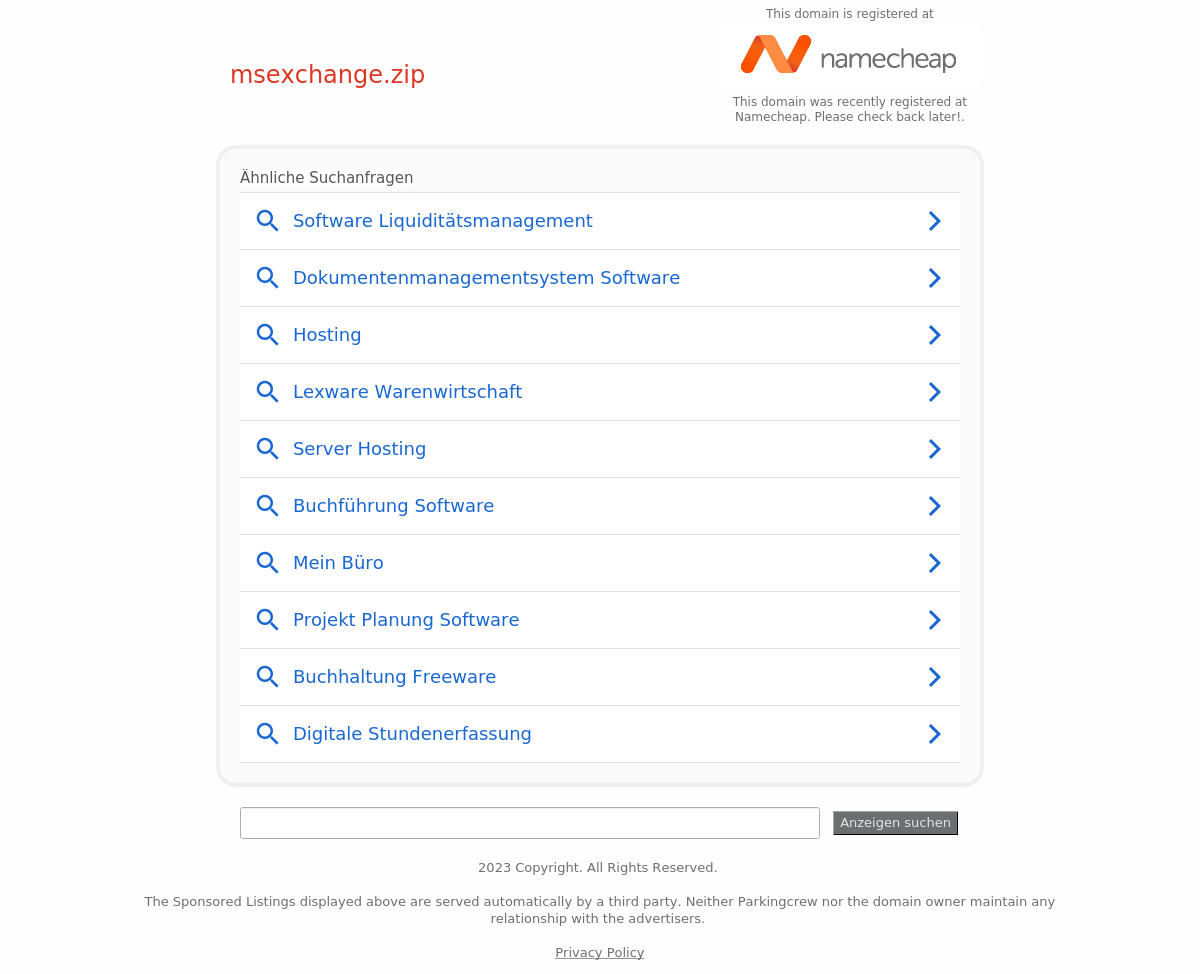 This domain is registered at
namecheap
msexchange.zip
This domain was recently registered at
Namecheap. Please check back later!.
Ähnliche Suchanfragen
Software Liquiditätsmanagement
Dokumentenmanagementsystem Software
Hosting
Lexware Warenwirtschaft
Server Hosting
Buchführung Software
Mein Büro
Projekt Planung Software
Buchhaltung Freeware
Digitale Stundenerfassung
Anzeigen suchen
2023 Copyright. All Rights Reserved.
The Sponsored Listings displayed above are served automatically by a third party. Neither Parkingcrew nor the domain owner maintain any
relationship with the advertisers.
Privacy Policy